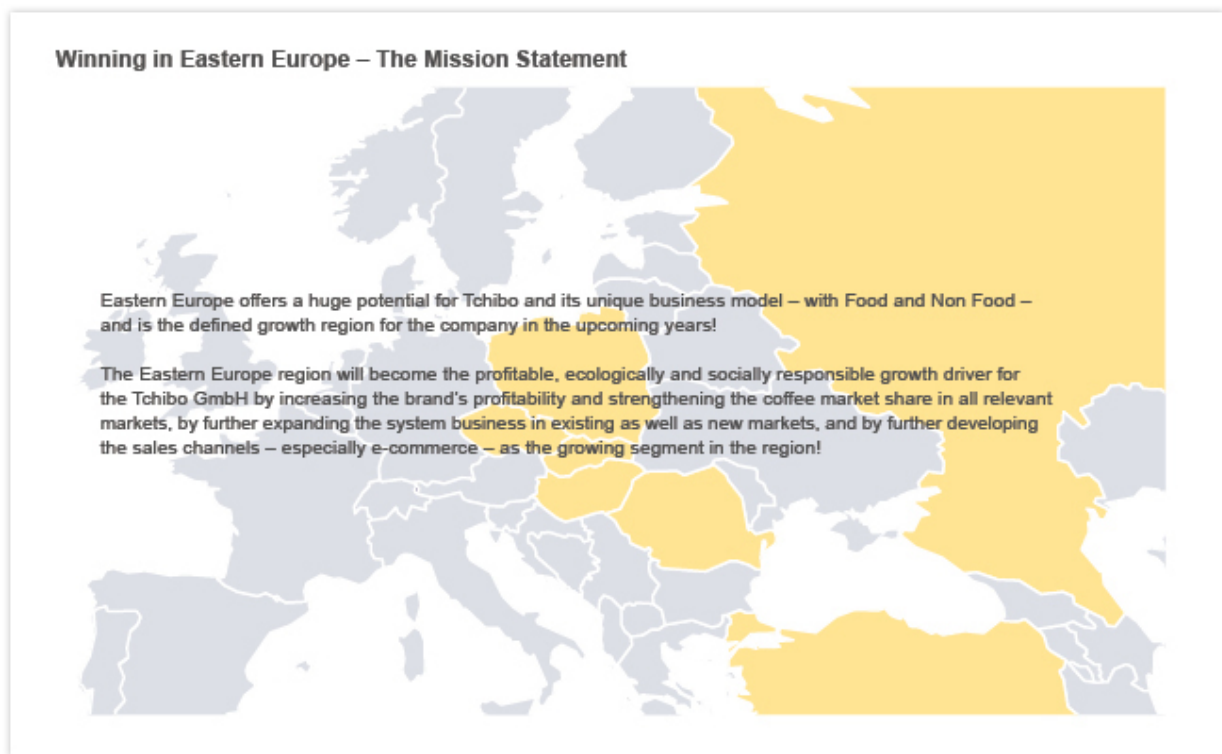 Winning in Eastern Europe – The Mission Statement
Eastern Europe offers a huge potential for Tchibo and its unique business model – with Food and Non Food –
and is the defined growth region for the company in the upcoming years!
The Eastern Europe region will become the profitable, ecologically and socially responsible growth driver for
the Tchibo GmbH by increasing the brand's profitability and strengthening the coffee market share in all relevant
markets, by further expanding the system business in existing as well as new markets, and by further developing
the sales channels – especially e-commerce – as the growing segment in the region!